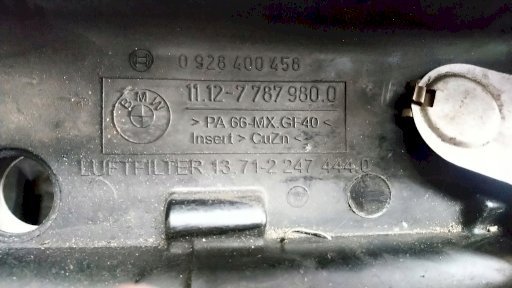 0 928 400 458
BMW
11.12-7 787 980.0
> PA 66-MX.GF40 <
Insert > CuZn <
LUFTFILTER 13.71-2 247 444.0